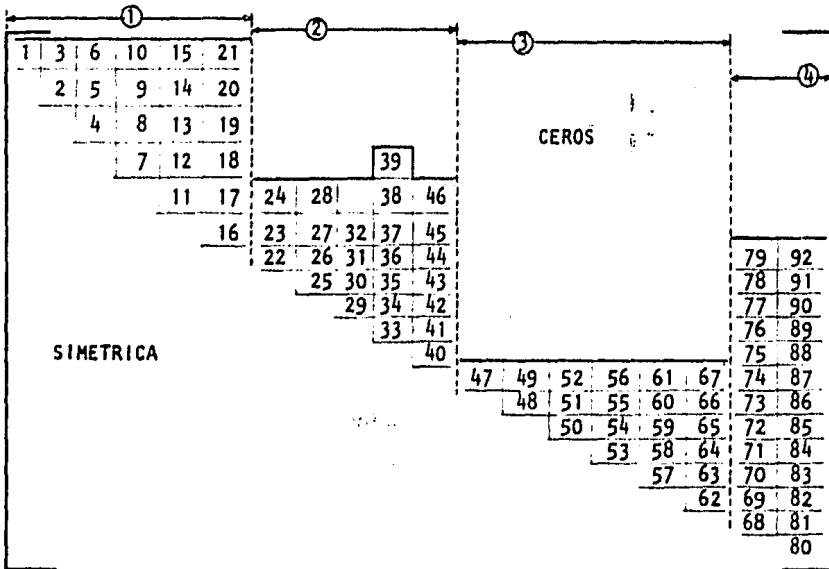 ① ② ③ ④
1 3 6 10 15 21
2 5 9 14 20
4 8 13 19 CEROS
7 12 18 39
11 17 24 28 38 46
16 23 27 32 37 45
22 26 31 36 44 79 92
25 30 35 43 78 91
29 34 42 77 90
33 41 76 89
SIMETRICA 40 75 88
47 49 52 56 61 67 74 87
48 51 55 60 66 73 86
50 54 59 65 72 85
53 58 64 71 84
57 63 70 83
62 69 82
68 81
80